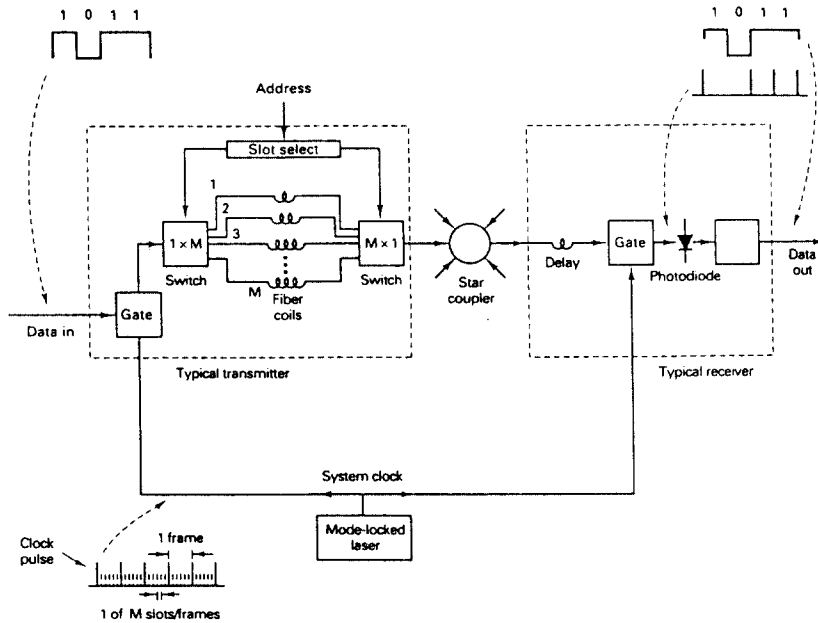 1 0 1 1
1 0 1 1
Address
Slot select
1
2
3
M
1 × M
M × 1
Switch
Fiber
coils
Switch
Star
coupler
Delay
Gate
Photodiode
Data
out
Gate
Data in
Typical transmitter
Typical receiver
System clock
Mode-locked
laser
Clock
pulse
1 frame
1 of M slots/frames